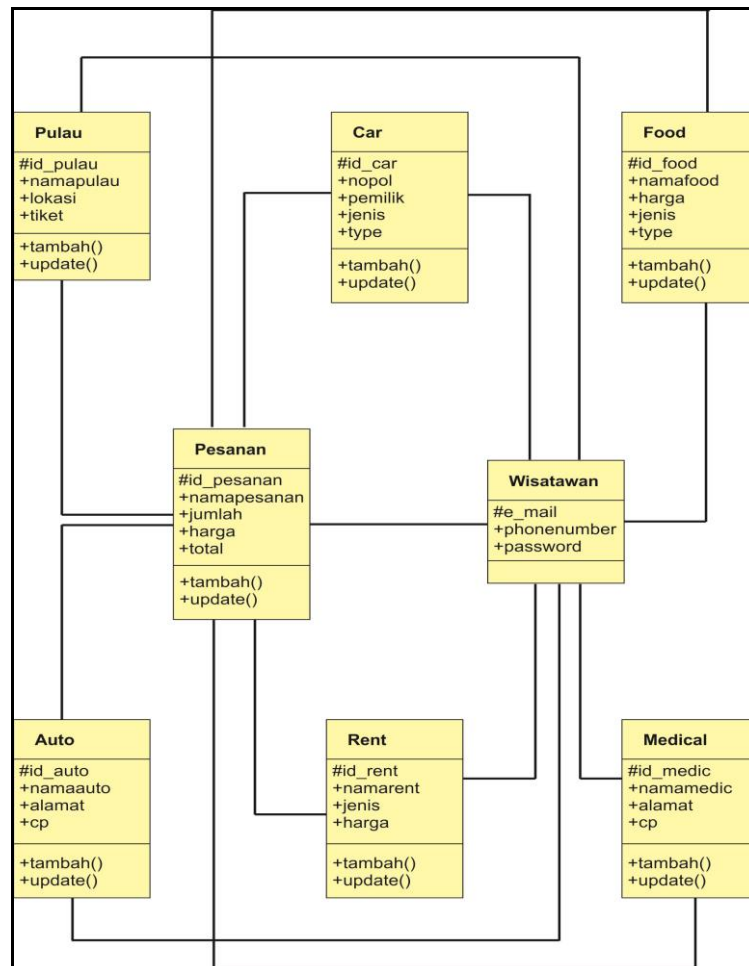 Pulau
#id_pulau
+namapulau
+lokasi
+tiket
+tambah()
+update()
Car
#id_car
+nopol
+pemilik
+jenis
+type
+tambah()
+update()
Food
#id_food
+namafood
+harga
+jenis
+type
+tambah()
+update()
Pesanan
#id_pesanan
+namapesanan
+jumlah
+harga
+total
+tambah()
+update()
Wisatawan
#e_mail
+phonenumber
+password
Auto
#id_auto
+namaauto
+alamat
+cp
+tambah()
+update()
Rent
#id_rent
+namarent
+jenis
+harga
+tambah()
+update()
Medical
#id_medic
+namamedic
+alamat
+cp
+tambah()
+update()